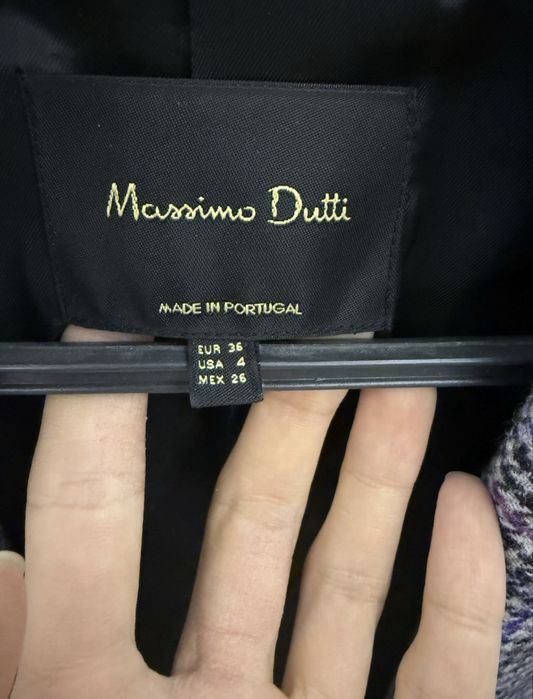 Massimo Dutti
MADE IN PORTUGAL
EUR 36
USA 4
MEX 26